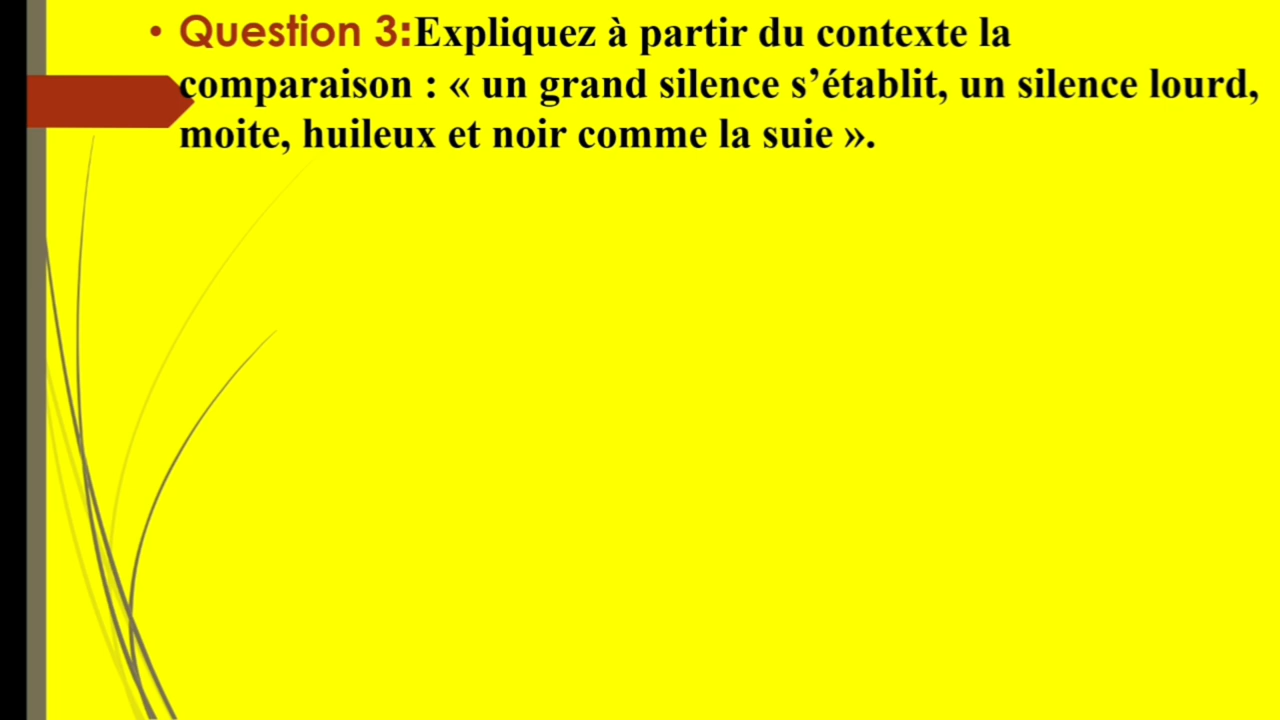 • Question 3:Expliquez à partir du contexte la
comparaison : « un grand silence s’établit, un silence lourd,
moite, huileux et noir comme la suie ».